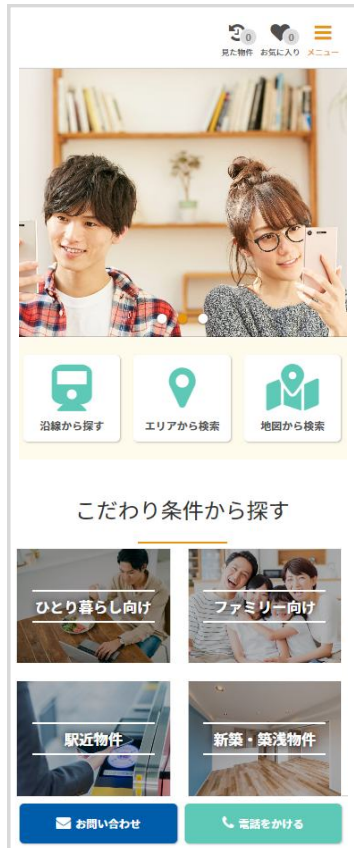 0
0
見た物件 お気に入り メニュー
沿線から探す エリアから検索 地図から検索
こだわり条件から探す
ひとり暮らし向け ファミリー向け
駅近物件 新築・築浅物件
お問い合わせ 電話をかける